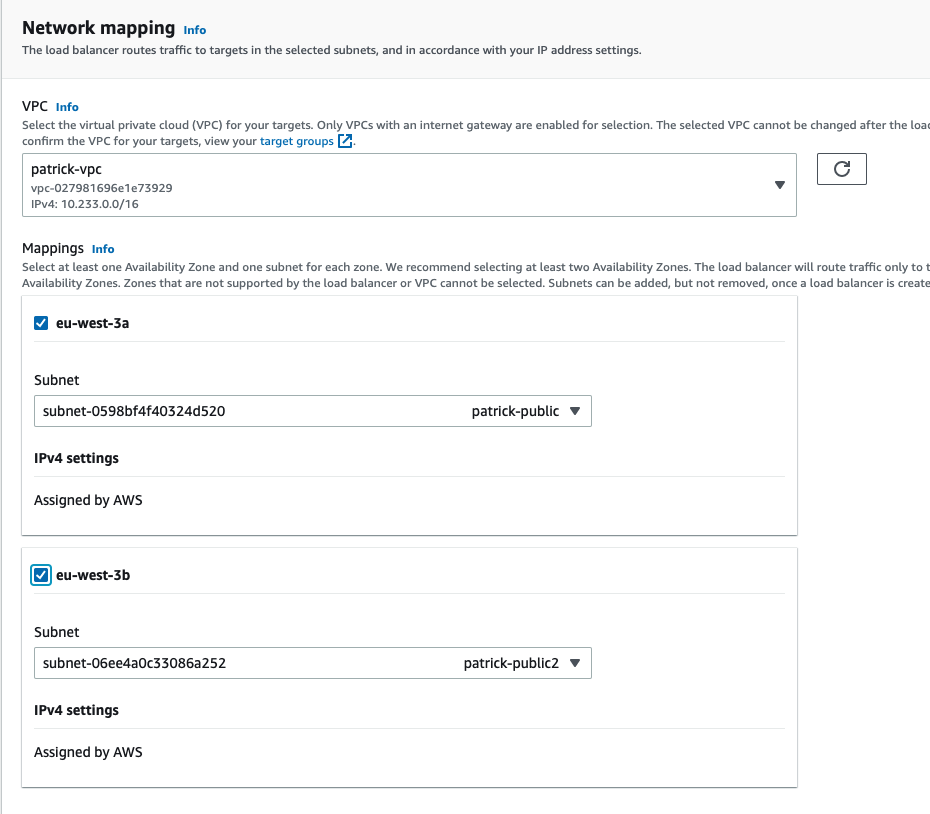 Network mapping Info
The load balancer routes traffic to targets in the selected subnets, and in accordance with your IP address settings.
VPC Info
Select the virtual private cloud (VPC) for your targets. Only VPCs with an internet gateway are enabled for selection. The selected VPC cannot be changed after the loa
confirm the VPC for your targets, view your target groups.
patrick-vpc
vpc-027981696e1e73929
IPv4: 10.233.0.0/16
Mappings Info
Select at least one Availability Zone and one subnet for each zone. We recommend selecting at least two Availability Zones. The load balancer will route traffic only to t
Availability Zones. Zones that are not supported by the load balancer or VPC cannot be selected. Subnets can be added, but not removed, once a load balancer is create
eu-west-3a
Subnet
subnet-0598bf4f40324d520 patrick-public
IPv4 settings
Assigned by AWS
eu-west-3b
Subnet
subnet-06ee4a0c33086a252 patrick-public2
IPv4 settings
Assigned by AWS